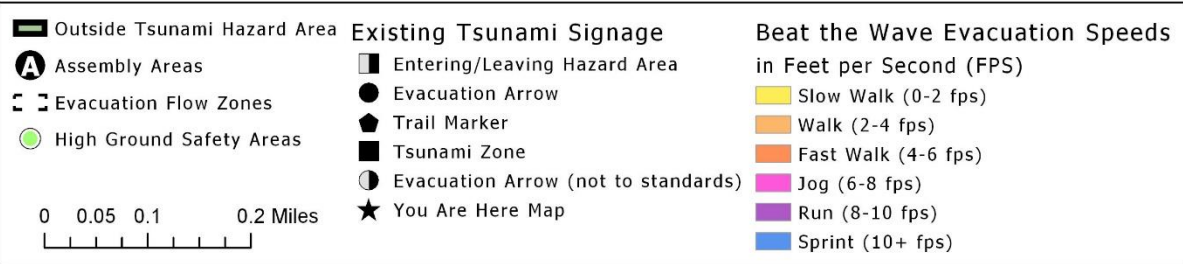 Outside Tsunami Hazard Area
A
Assembly Areas
Evacuation Flow Zones
High Ground Safety Areas
0 0.05 0.1 0.2 Miles
Existing Tsunami Signage
Entering/Leaving Hazard Area
Evacuation Arrow
Trail Marker
Tsunami Zone
Evacuation Arrow (not to standards)
You Are Here Map
Beat the Wave Evacuation Speeds
in Feet per Second (FPS)
Slow Walk (0-2 fps)
Walk (2-4 fps)
Fast Walk (4-6 fps)
Jog (6-8 fps)
Run (8-10 fps)
Sprint (10+ fps)